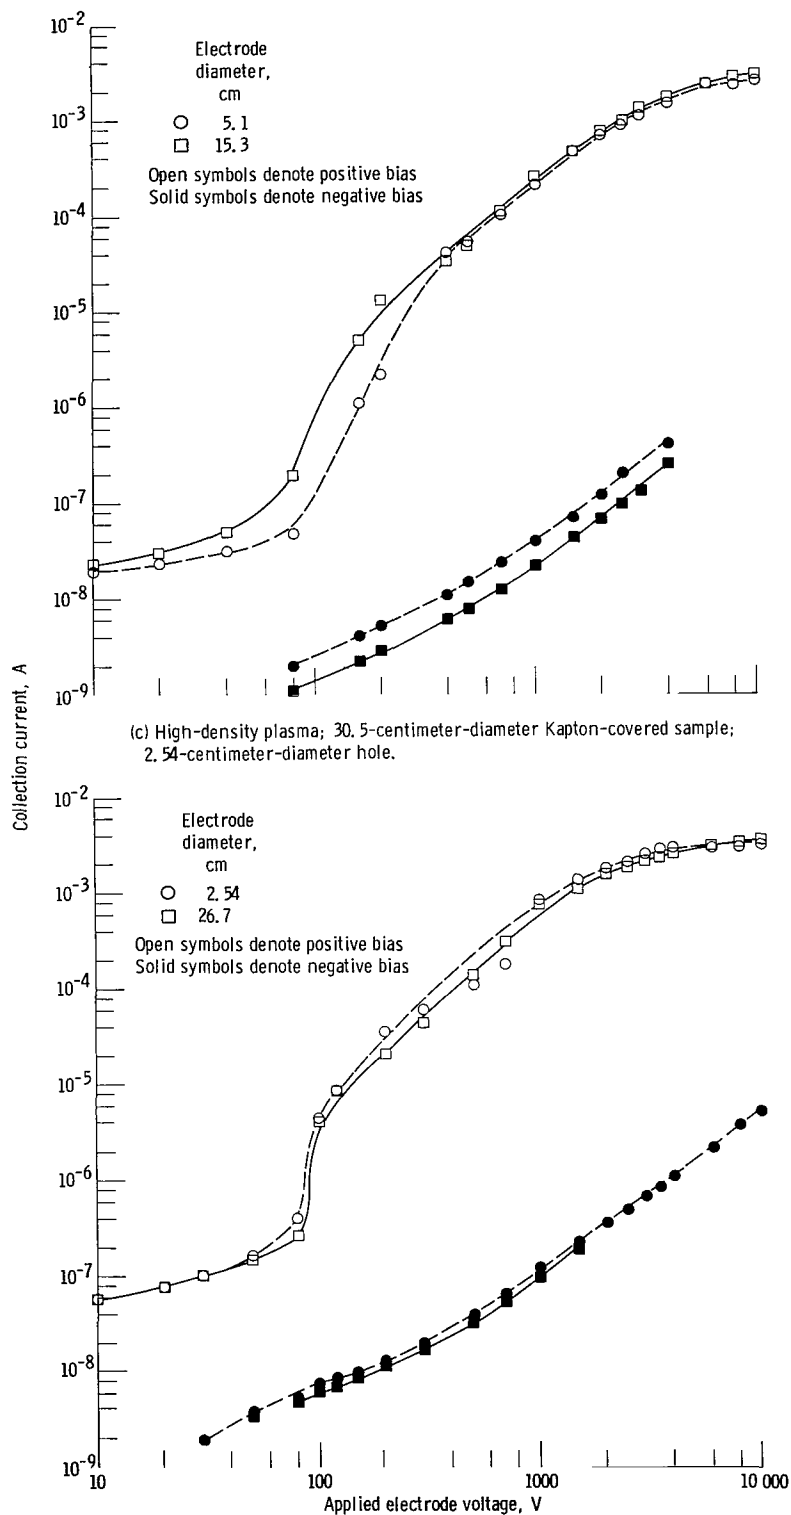 10-2
Electrode
diameter,
cm
5.1
10-3
15.3
Open symbols denote positive bias
Solid symbols denote negative bias
10-4
10-5
10-6
10-7
10-8
10-9
Collection current, A
(c) High-density plasma; 30.5-centimeter-diameter Kapton-covered sample;
2.54-centimeter-diameter hole.
10-2
Electrode
diameter,
cm
2.54
10-3
26.7
Open symbols denote positive bias
Solid symbols denote negative bias
10-4
10-5
10-6
10-7
10-8
10-9
10 100 1000 10 000
Applied electrode voltage, V